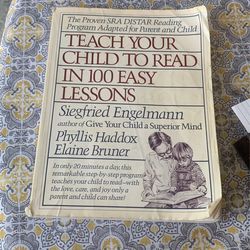 The Proven SRA DISTAR Reading
Program Adapted for Parent and Child
TEACH YOUR
CHILD TO READ
IN 100 EASY
LESSONS
Siegfried Engelmann
author of Give Your Child a Superior Mind
Phyllis Haddox
Elaine Bruner
In only 20 minutes a day, this
remarkable step-by-step program
teaches your child to read—with
the love, care, and joy only a
parent and child can share!